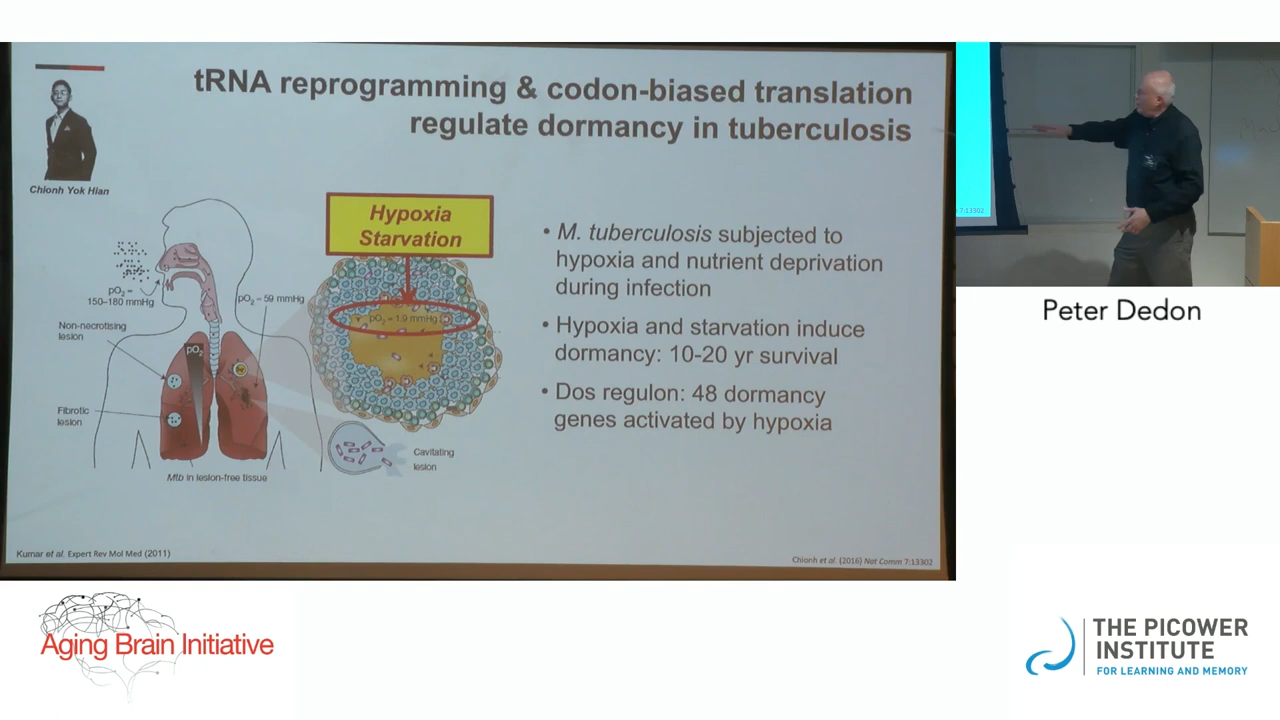 tRNA reprogramming & codon-biased translation
regulate dormancy in tuberculosis
Chionh Yok Hian
Hypoxia
Starvation
pO2 =
150–180 mmHg
pO2 – 59 mmHg
pO2 – 1.9 mmHg
Non-necrotising
lesion
pO2
Fibrotic
lesion
Cavitating
lesion
Mtb in lesion-free tissue
• M. tuberculosis subjected to
hypoxia and nutrient deprivation
during infection
• Hypoxia and starvation induce
dormancy: 10-20 yr survival
• Dos regulon: 48 dormancy
genes activated by hypoxia
Kumar et al. Expert Rev Mol Med (2011)
Chionh et al. (2016) Nat Comm 7:13302
7:13302
Peter Dedon
Aging Brain Initiative
THE PICOWER
INSTITUTE
FOR LEARNING AND MEMORY